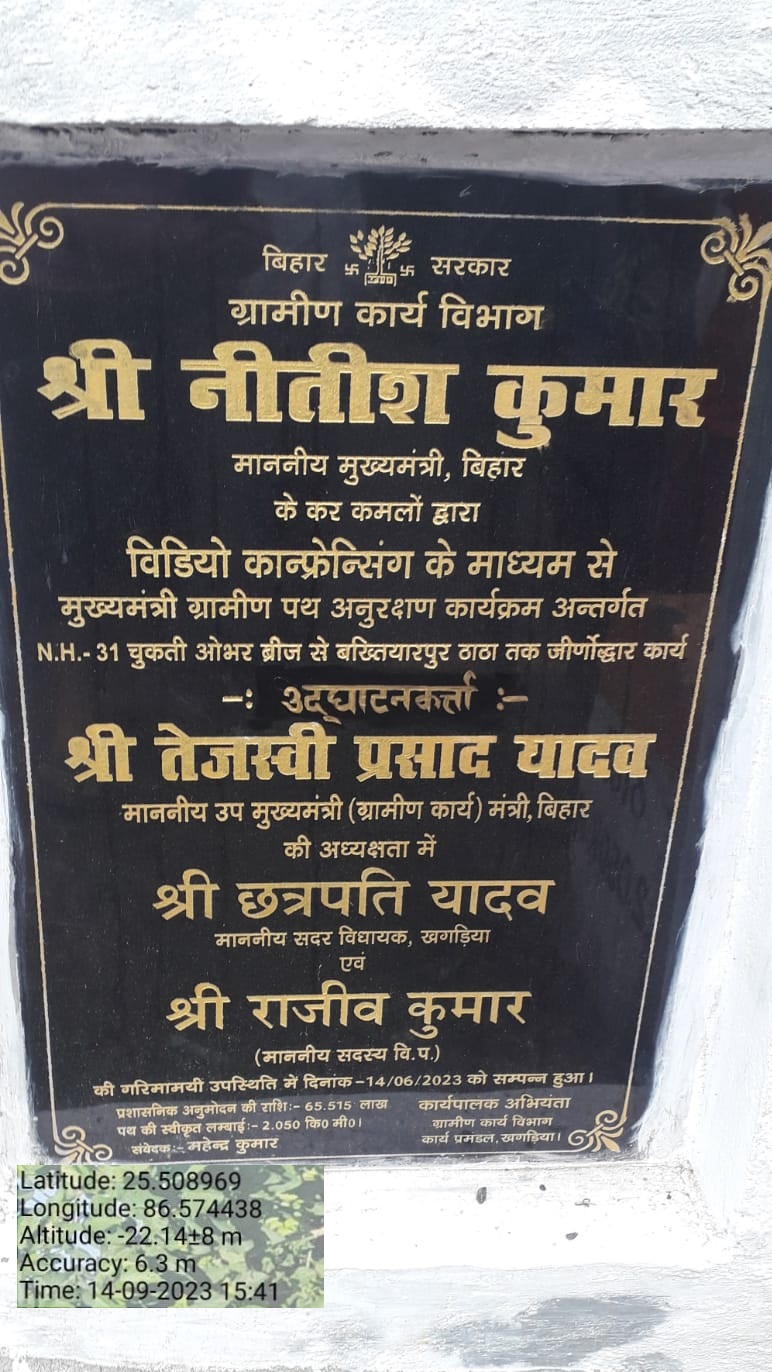 बिहार सरकार
ग्रामीण कार्य विभाग
श्री नीतीश कुमार
माननीय मुख्यमंत्री, बिहार
के कर कमलों द्वारा
विडियो कान्फ्रेन्सिंग के माध्यम से
मुख्यमंत्री ग्रामीण पथ अनुरक्षण कार्यक्रम अन्तर्गत
N.H.- 31 चुकती ओभर ब्रीज से बख्तियारपुर ठाठा तक जीर्णोद्धार कार्य
-: उद्घाटनकर्त्ता :-
श्री तेजस्वी प्रसाद यादव
माननीय उप मुख्यमंत्री (ग्रामीण कार्य) मंत्री, बिहार
की अध्यक्षता में
श्री छत्रपति यादव
माननीय सदर विधायक, खगड़िया
एवं
श्री राजीव कुमार
(माननीय सदस्य वि.प.)
की गरिमामयी उपस्थिति में दिनांक-14/06/2023 को सम्पन्न हुआ।
प्रशासनिक अनुमोदन की राशिः- 65.515 लाख
पथ की स्वीकृत लम्बाईः- 2.050 कि0 मी0।
संवेदक:- महेन्द्र कुमार
कार्यपालक अभियंता
ग्रामीण कार्य विभाग
कार्य प्रमंडल, खगड़िया।
Latitude: 25.508969
Longitude: 86.574438
Altitude: -22.14±8 m
Accuracy: 6.3 m
Time: 14-09-2023 15:41